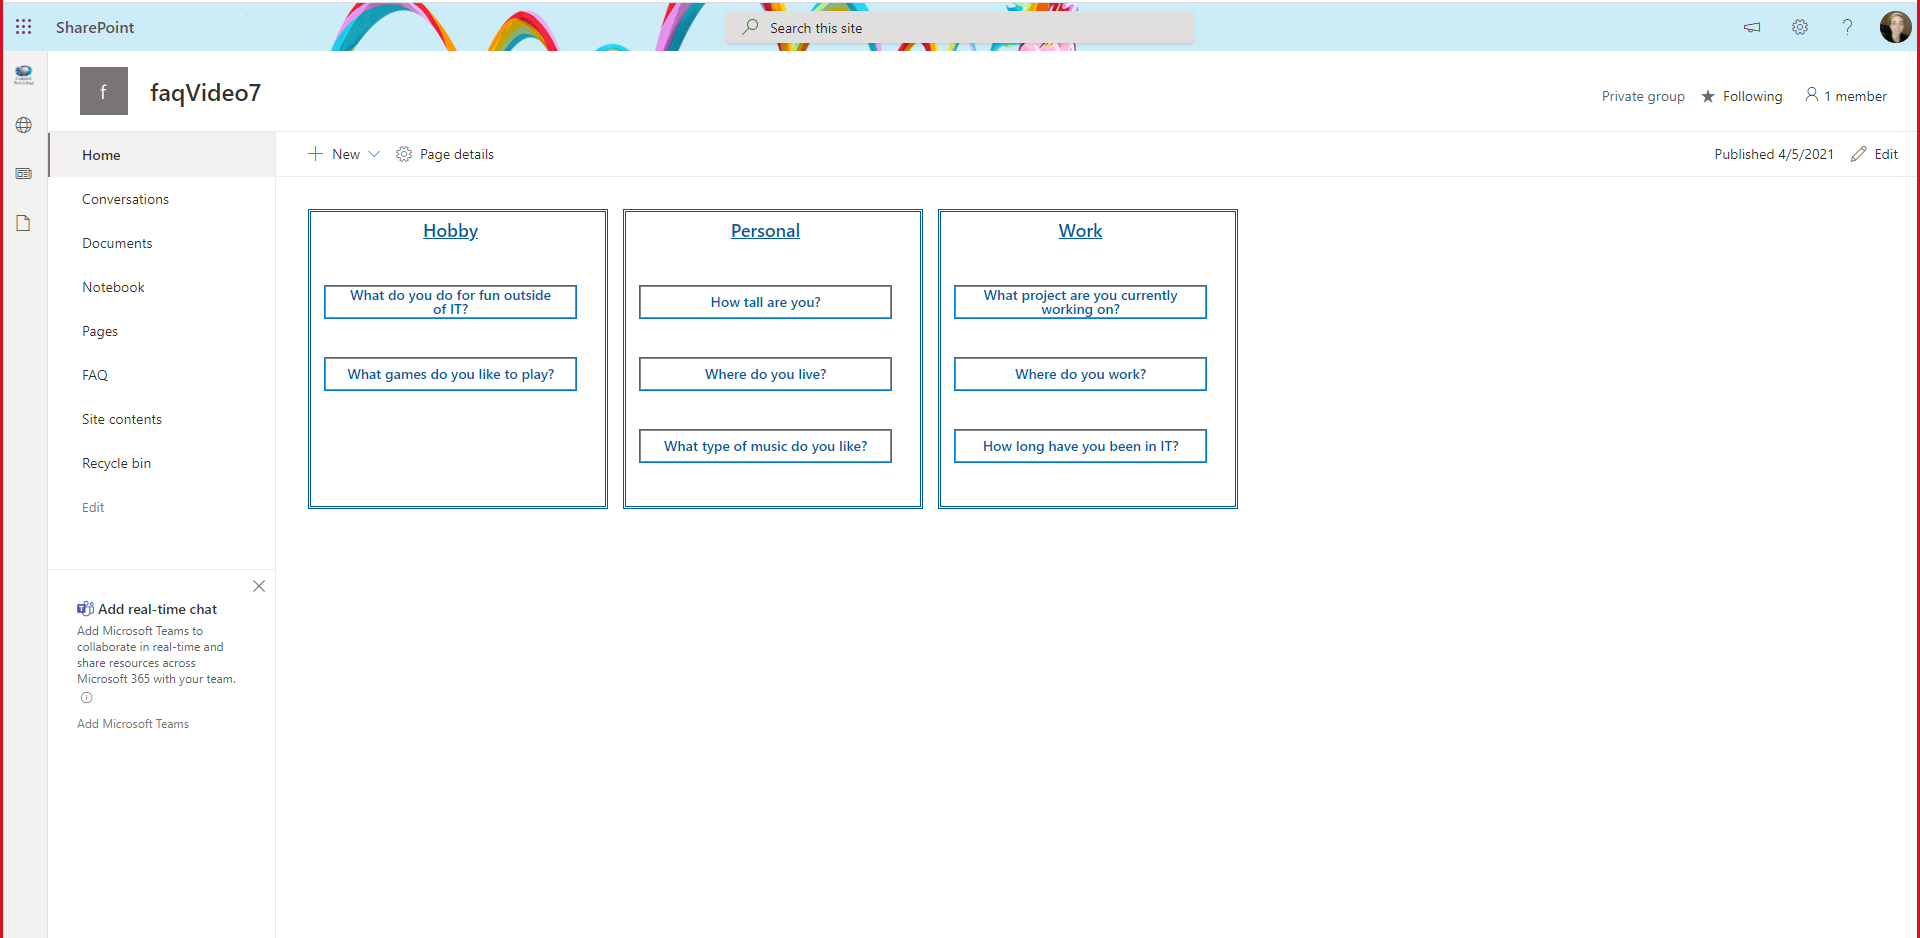 SharePoint
Search this site
f
faqVideo7
Private group
Following
1 member
Home
Conversations
Documents
Notebook
Pages
FAQ
Site contents
Recycle bin
Edit
New
Page details
Published 4/5/2021
Edit
Hobby
What do you do for fun outside
of IT?
What games do you like to play?
Personal
How tall are you?
Where do you live?
What type of music do you like?
Work
What project are you currently
working on?
Where do you work?
How long have you been in IT?
Add real-time chat
Add Microsoft Teams to
collaborate in real-time and
share resources across
Microsoft 365 with your team.
Add Microsoft Teams